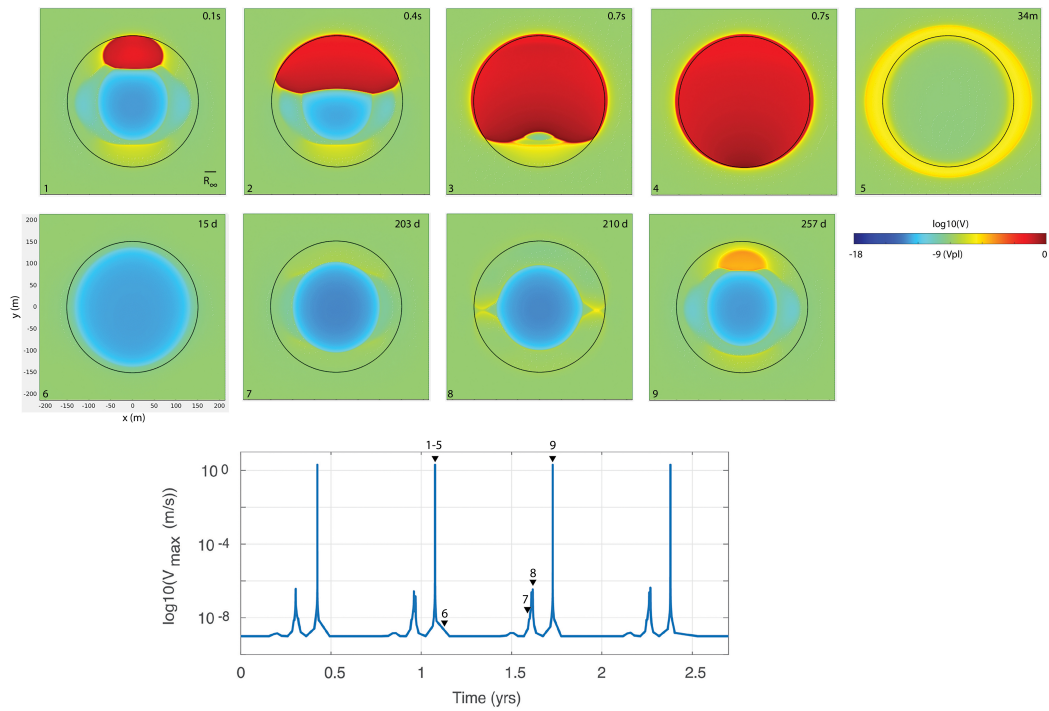 0.1s
0.4s
0.7s
0.7s
34m
R∞
1
2
3
4
5
15 d
203 d
210 d
257 d
log10(V)
-18
-9 (Vpl)
0
200
150
100
50
0
-50
-100
-150
-200
y (m)
6
7
8
9
-200 -150 -100 -50 0 50 100 150 200
x (m)
1-5
9
10 0
10 -4
10 -8
log10(Vmax (m/s))
8
7
6
0 0.5 1 1.5 2 2.5
Time (yrs)